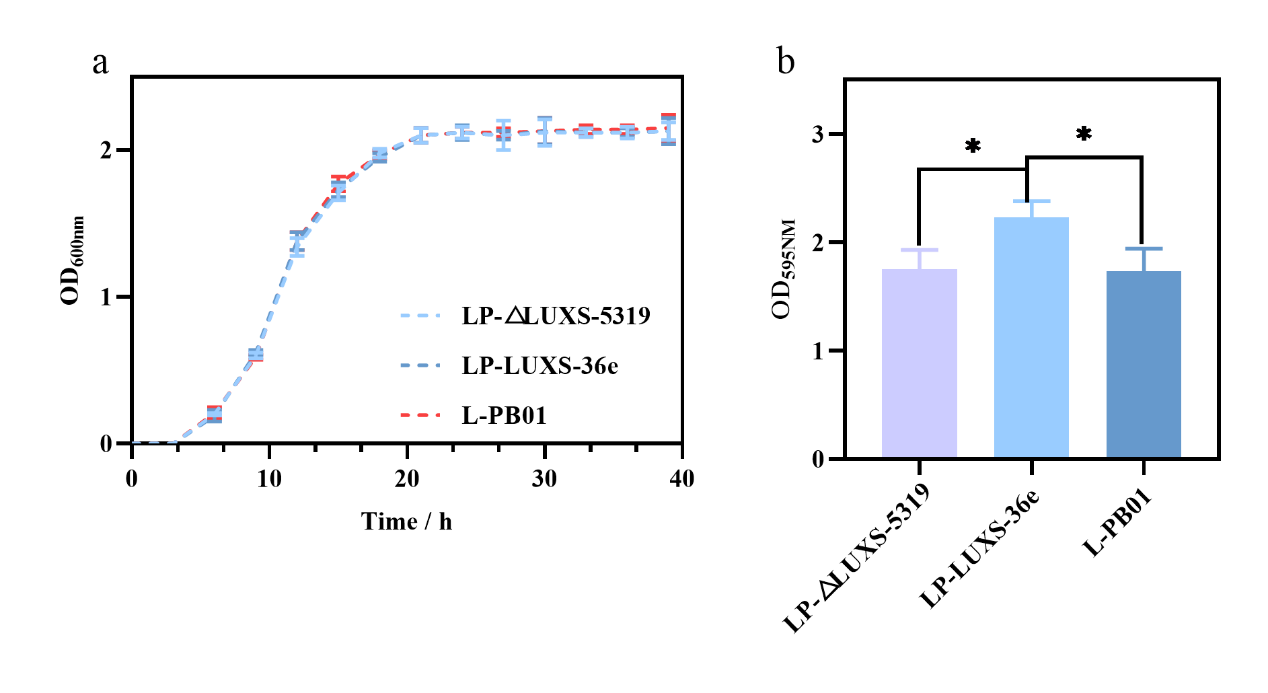 a
2
1
0
OD600nm
LP-△LUXS-5319
LP-LUXS-36e
L-PB01
0 10 20 30 40
Time / h
b
3
2
1
0
OD595NM
* *
LP-△LUXS-5319
LP-LUXS-36e
L-PB01